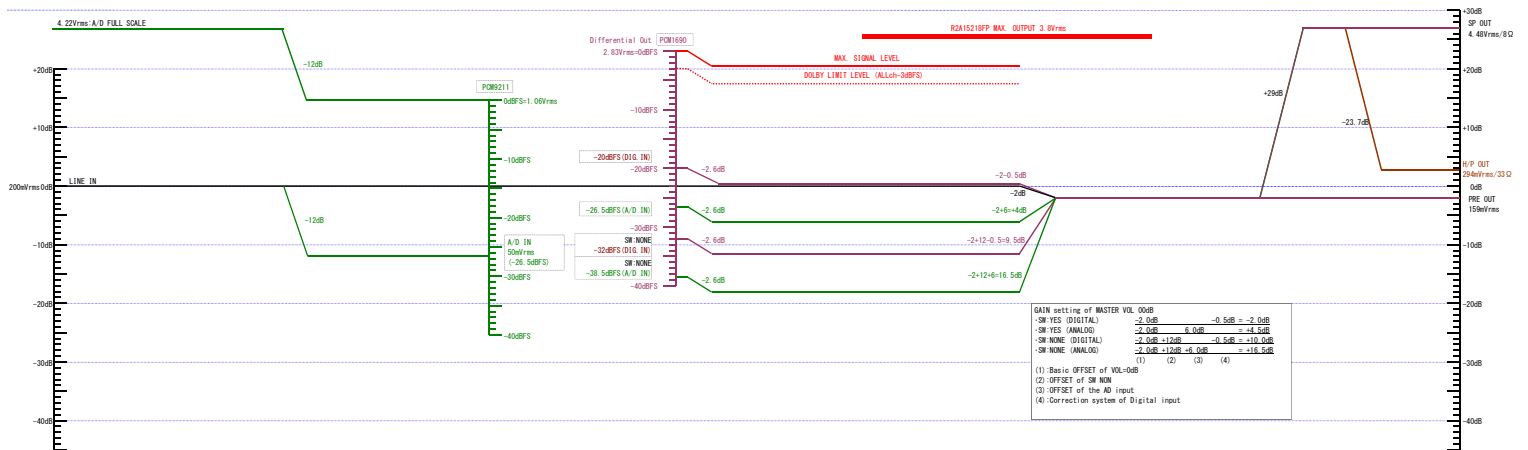 4.22Vrms:A/D FULL SCALE
+30dB
SP OUT
4.48Vrms/8Ω
R2A15218FP MAX. OUTPUT 3.8Vrms
Differential Out
PCM1690
2.83Vrms=0dBFS
MAX. SIGNAL LEVEL
DOLBY LIMIT LEVEL (ALLch-3dBFS)
-12dB
+20dB
+20dB
PCM9211
0dBFS=1.06Vrms
+29dB
-10dBFS
-23.7dB
+10dB
+10dB
-20dBFS(DIG.IN)
-10dBFS
-20dBFS
-2.6dB
-2-0.5dB
H/P OUT
294mVrms/33Ω
200mVrms0dB
LINE IN
0dB
-2dB
PRE OUT
159mVrms
-12dB
-20dBFS
-26.5dBFS(A/D IN)
-2.6dB
-2+6=+4dB
-30dBFS
A/D IN
50mVrms
(-26.5dBFS)
SW:NONE
-32dBFS(DIG.IN)
-2.6dB
-2+12-0.5=9.5dB
-10dB
-10dB
SW:NONE
-38.5dBFS(A/D IN)
-30dBFS
-2.6dB
-2+12+6=16.5dB
-40dBFS
-20dB
-20dB
-40dBFS
GAIN setting of MASTER VOL 00dB
·SW:YES (DIGITAL) -2.0dB -0.5dB = -2.0dB
·SW:YES (ANALOG) -2.0dB 6.0dB = +4.5dB
·SW:NONE (DIGITAL) -2.0dB +12dB -0.5dB = +10.0dB
·SW:NONE (ANALOG) -2.0dB +12dB +6.0dB = +16.5dB
(1) (2) (3) (4)
(1):Basic OFFSET of VOL=0dB
(2):OFFSET of SW NON
(3):OFFSET of the AD input
(4):Correction system of Digital input
-30dB
-30dB
-40dB
-40dB